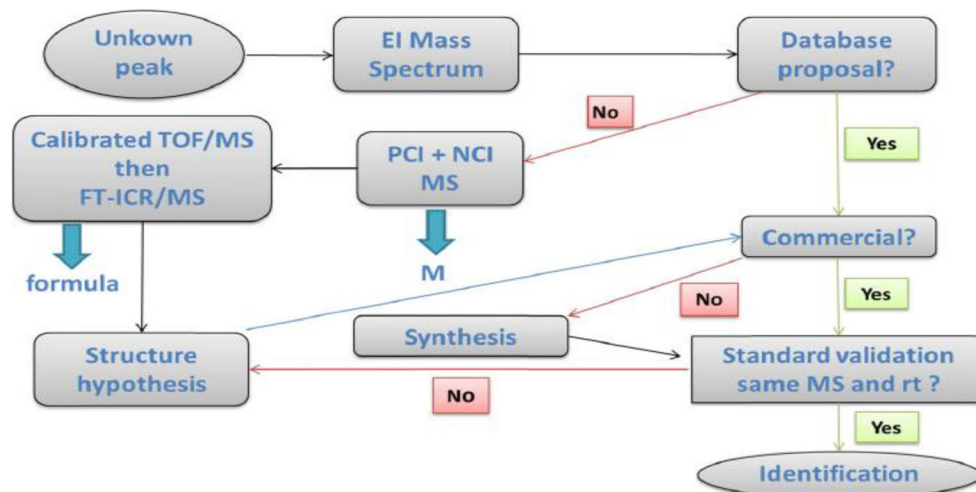 Unkown
peak
EI Mass
Spectrum
Database
proposal?
No
Yes
Calibrated TOF/MS
then
FT-ICR/MS
PCI + NCI
MS
formula
M
Commercial?
No
Yes
Synthesis
Structure
hypothesis
Standard validation
same MS and rt ?
No
Yes
Identification